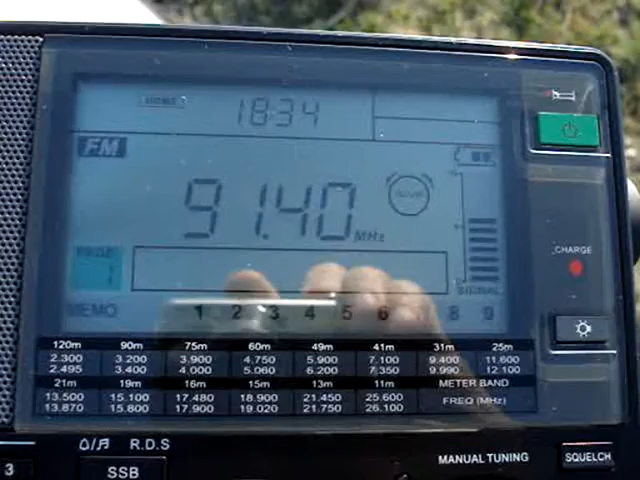 HOME 18:34
FM
91.40 MHz
PAGE
1
SIGNAL
MEMO 1 2 3 4 5 6 7 8 9
CHARGE
120m 90m 75m 60m 49m 41m 31m 25m
2.300 3.200 3.900 4.750 5.900 7.100 9.400 11.600
2.495 3.400 4.000 5.060 6.200 7.350 9.990 12.100
21m 19m 16m 15m 13m 11m METER BAND
13.500 15.100 17.480 18.900 21.450 25.600 FREQ (MHz)
13.870 15.800 17.900 19.020 21.750 26.100
R.D.S
3 SSB MANUAL TUNING SQUELCH